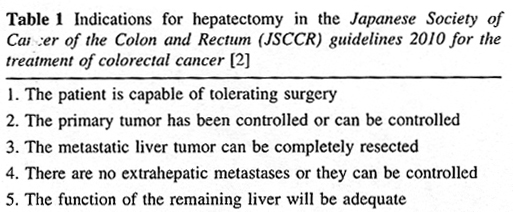 Table 1 Indications for hepatectomy in the Japanese Society of
of the Colon and Rectum (JSCCR) guidelines 2010 for the
treatment of colorectal cancer [2]
1. The patient is capable of tolerating surgery
2. The primary tumor has been controlled or can be controlled
3. The metastatic liver tumor can be completely resected
4. There are no extrahepatic metastases or they can be controlled
5. The function of the remaining liver will be adequate